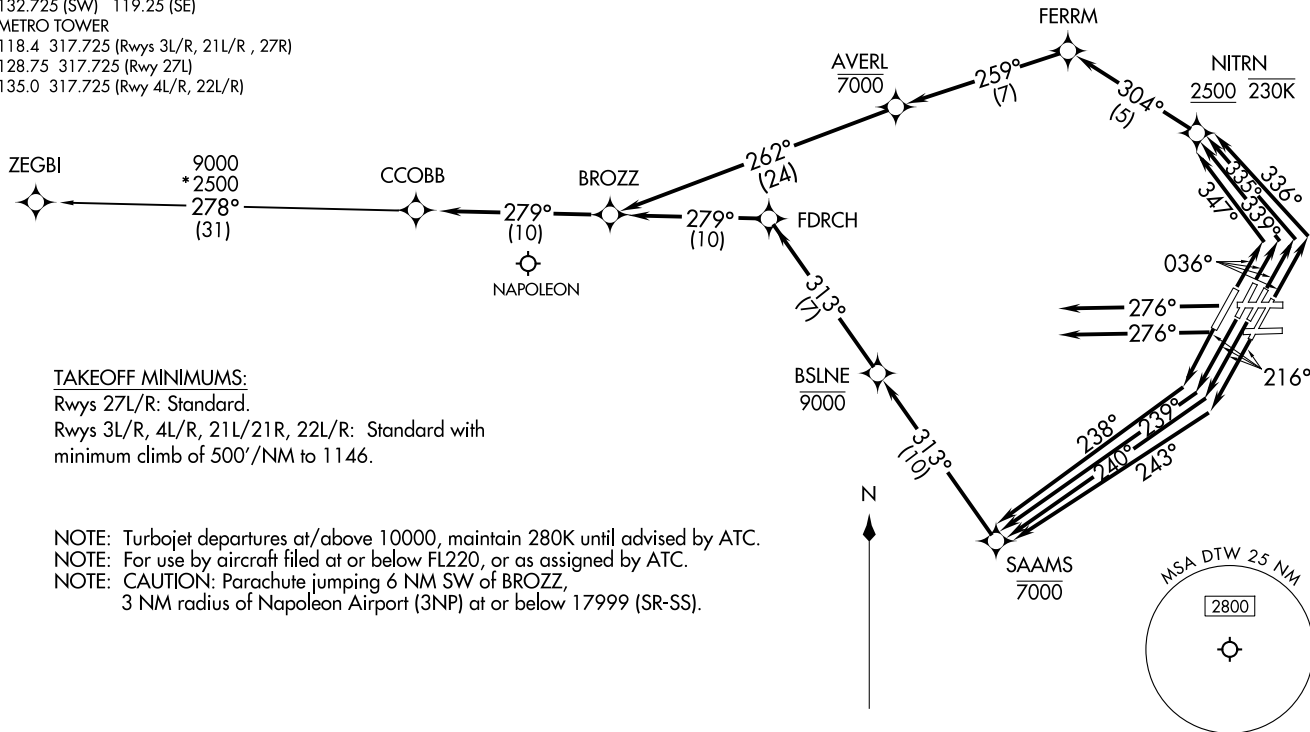 132.725 (SW) 119.25 (SE)
METRO TOWER
118.4 317.725 (Rwys 3L/R, 21L/R , 27R)
128.75 317.725 (Rwy 27L)
135.0 317.725 (Rwy 4L/R, 22L/R)
FERRM
AVERL
7000
259°
(7)
NITRN
2500 230K
304°
(5)
ZEGBI
9000
*2500
278°
(31)
CCOBB
279°
(10)
BROZZ
262°
(24)
279°
(10)
FDRCH
NAPOLEON
336°
335°
339°
347°
036°
276°
276°
216°
313°
(7)
BSLNE
9000
313°
(10)
238°
239°
240°
243°
SAAMS
7000
N
TAKEOFF MINIMUMS:
Rwys 27L/R: Standard.
Rwys 3L/R, 4L/R, 21L/21R, 22L/R: Standard with
minimum climb of 500'/NM to 1146.
NOTE: Turbojet departures at/above 10000, maintain 280K until advised by ATC.
NOTE: For use by aircraft filed at or below FL220, or as assigned by ATC.
NOTE: CAUTION: Parachute jumping 6 NM SW of BROZZ,
3 NM radius of Napoleon Airport (3NP) at or below 17999 (SR-SS).
MSA DTW 25 NM
2800